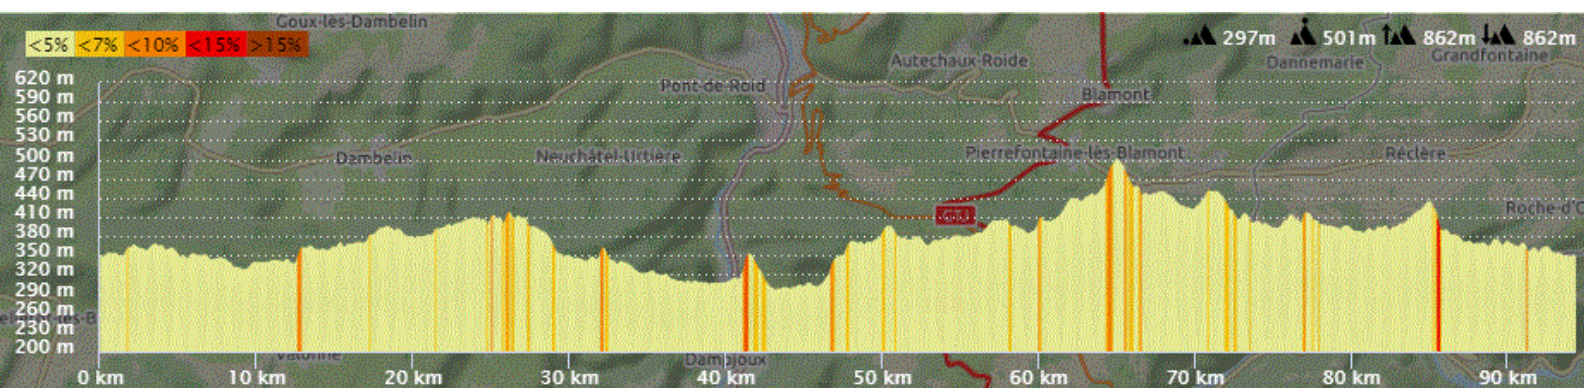 Goux-lès-Dambelin
<5% <7% <10% <15% >15%
297m 501m 862m 862m
Autechaux-Roide
Dannemarie
Grandfontaine
620 m
Pont-de-Roid
590 m
Blamont
560 m
530 m
500 m
Dambelin
Neuchâtel-Urtière
Pierrefontaine-lès-Blamont
Réclère
470 m
440 m
410 m
380 m
350 m
320 m
290 m
260 m
230 m
200 m
Valonne
Dampjoux
0 km 10 km 20 km 30 km 40 km 50 km 60 km 70 km 80 km 90 km